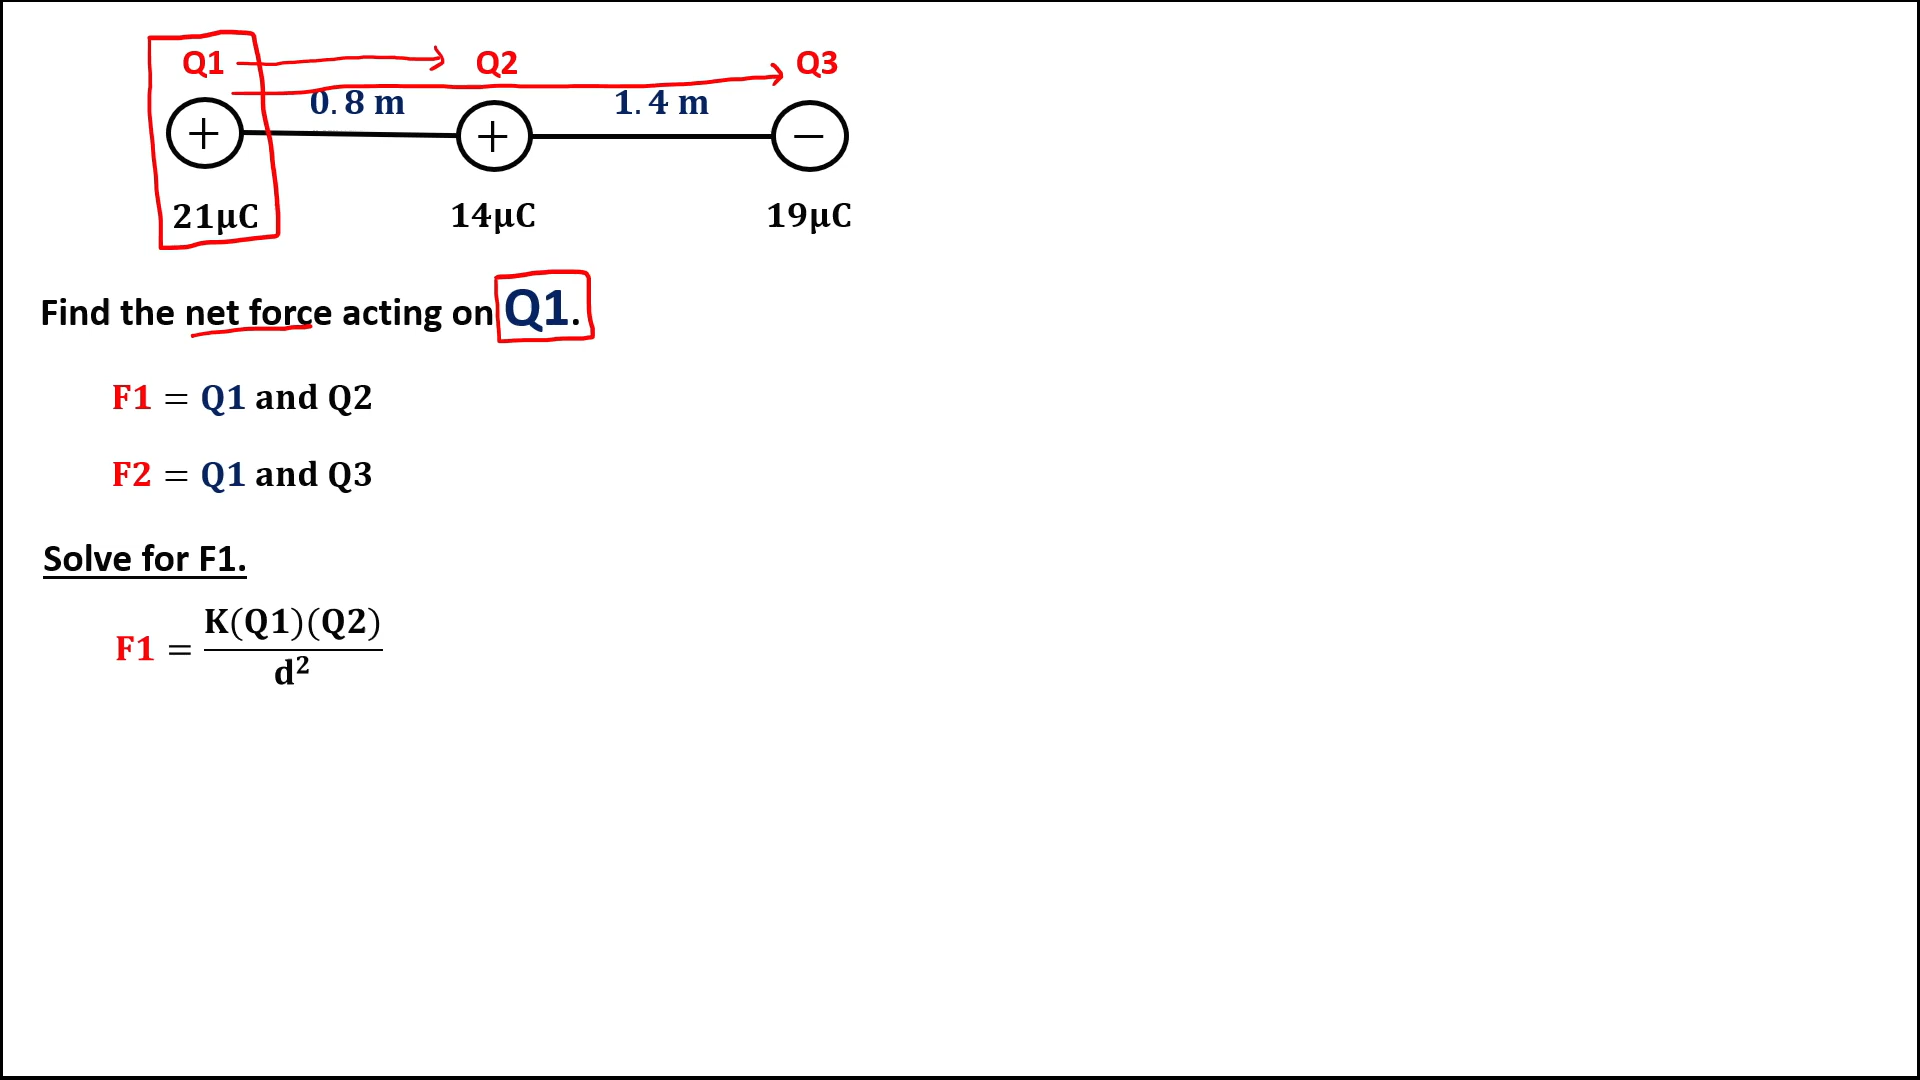 Q1 Q2 Q3
0.8 m 1.4 m
+ + −
21μC 14μC 19μC
Find the net force acting on Q1.
F1 = Q1 and Q2
F2 = Q1 and Q3
Solve for F1.
F1 = K(Q1)(Q2)
d²